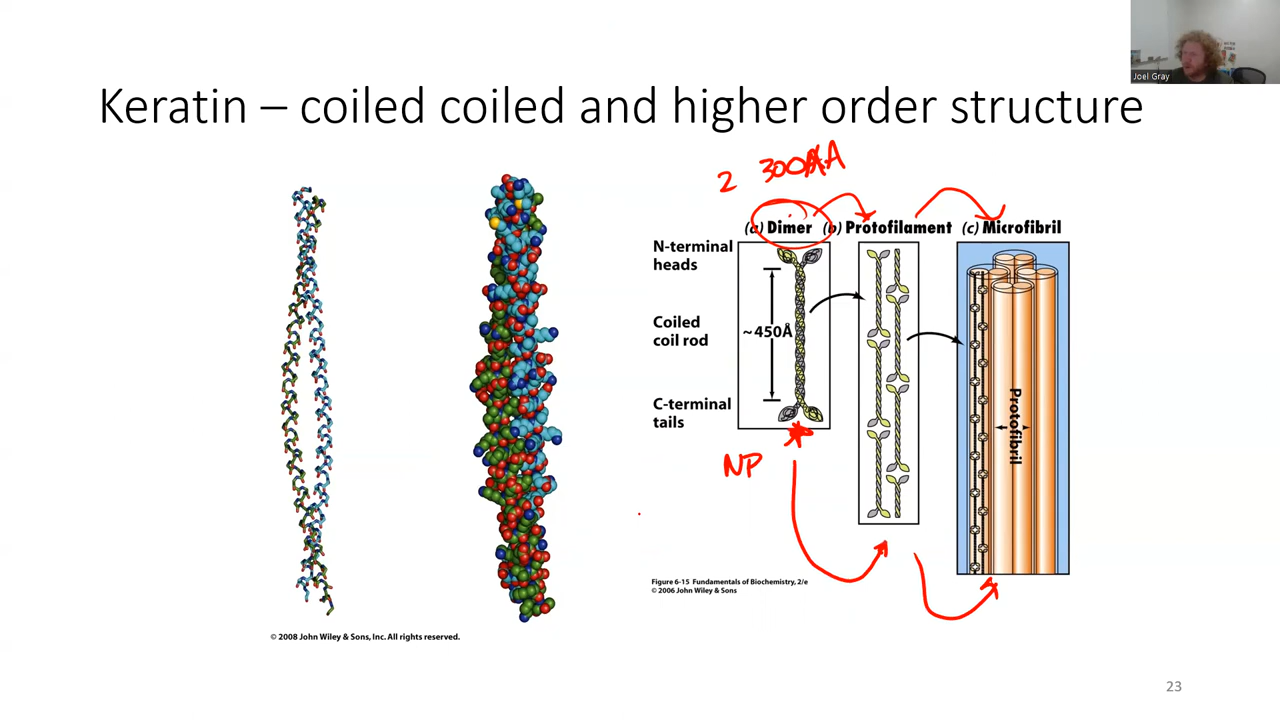 Joel Gray
Keratin – coiled coiled and higher order structure
2 300AA
(a) Dimer (b) Protofilament (c) Microfibril
N-terminal
heads
Coiled
coil rod
~450Å
C-terminal
tails
Protofibril
NP
Figure 6-15 Fundamentals of Biochemistry, 2/e
© 2006 John Wiley & Sons
© 2008 John Wiley & Sons, Inc. All rights reserved.
23